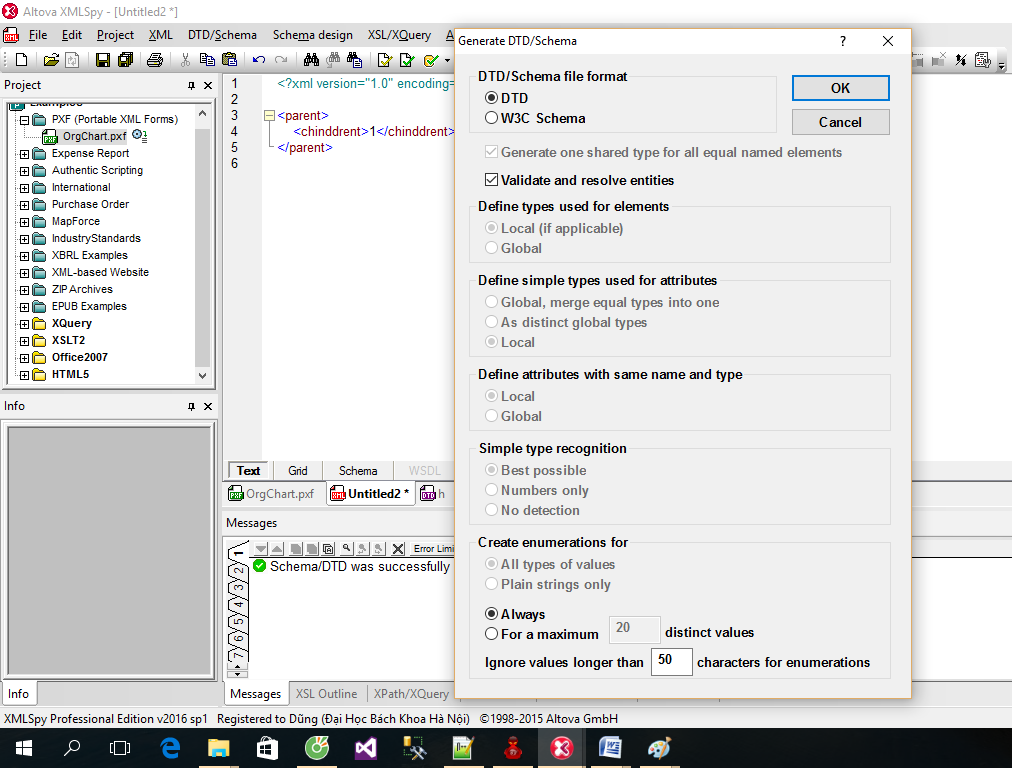 Altova XMLSpy - [Untitled2 *]
File Edit Project XML DTD/Schema Schema design XSL/XQuery
Project
Examples
PXF (Portable XML Forms)
OrgChart.pxf
Expense Report
Authentic Scripting
International
Purchase Order
MapForce
IndustryStandards
XBRL Examples
XML-based Website
ZIP Archives
EPUB Examples
XQuery
XSLT2
Office2007
HTML5
Info
Info
1 <?xml version="1.0" encoding=
2
3 <parent>
4 <chinddrent>1</chinddrent>
5 </parent>
6
Text Grid Schema WSDL
OrgChart.pxf Untitled2 * h
Messages
Error Limi
1
2
3
4
5
6
7
Schema/DTD was successfully
Messages XSL Outline XPath/XQuery
Generate DTD/Schema
? 
DTD/Schema file format
DTD
W3C Schema
OK
Cancel
Generate one shared type for all equal named elements
Validate and resolve entities
Define types used for elements
Local (if applicable)
Global
Define simple types used for attributes
Global, merge equal types into one
As distinct global types
Local
Define attributes with same name and type
Local
Global
Simple type recognition
Best possible
Numbers only
No detection
Create enumerations for
All types of values
Plain strings only
Always
For a maximum 20 distinct values
Ignore values longer than 50 characters for enumerations
XMLSpy Professional Edition v2016 sp1 Registered to Dũng (Đại Học Bách Khoa Hà Nội) ©1998-2015 Altova GmbH